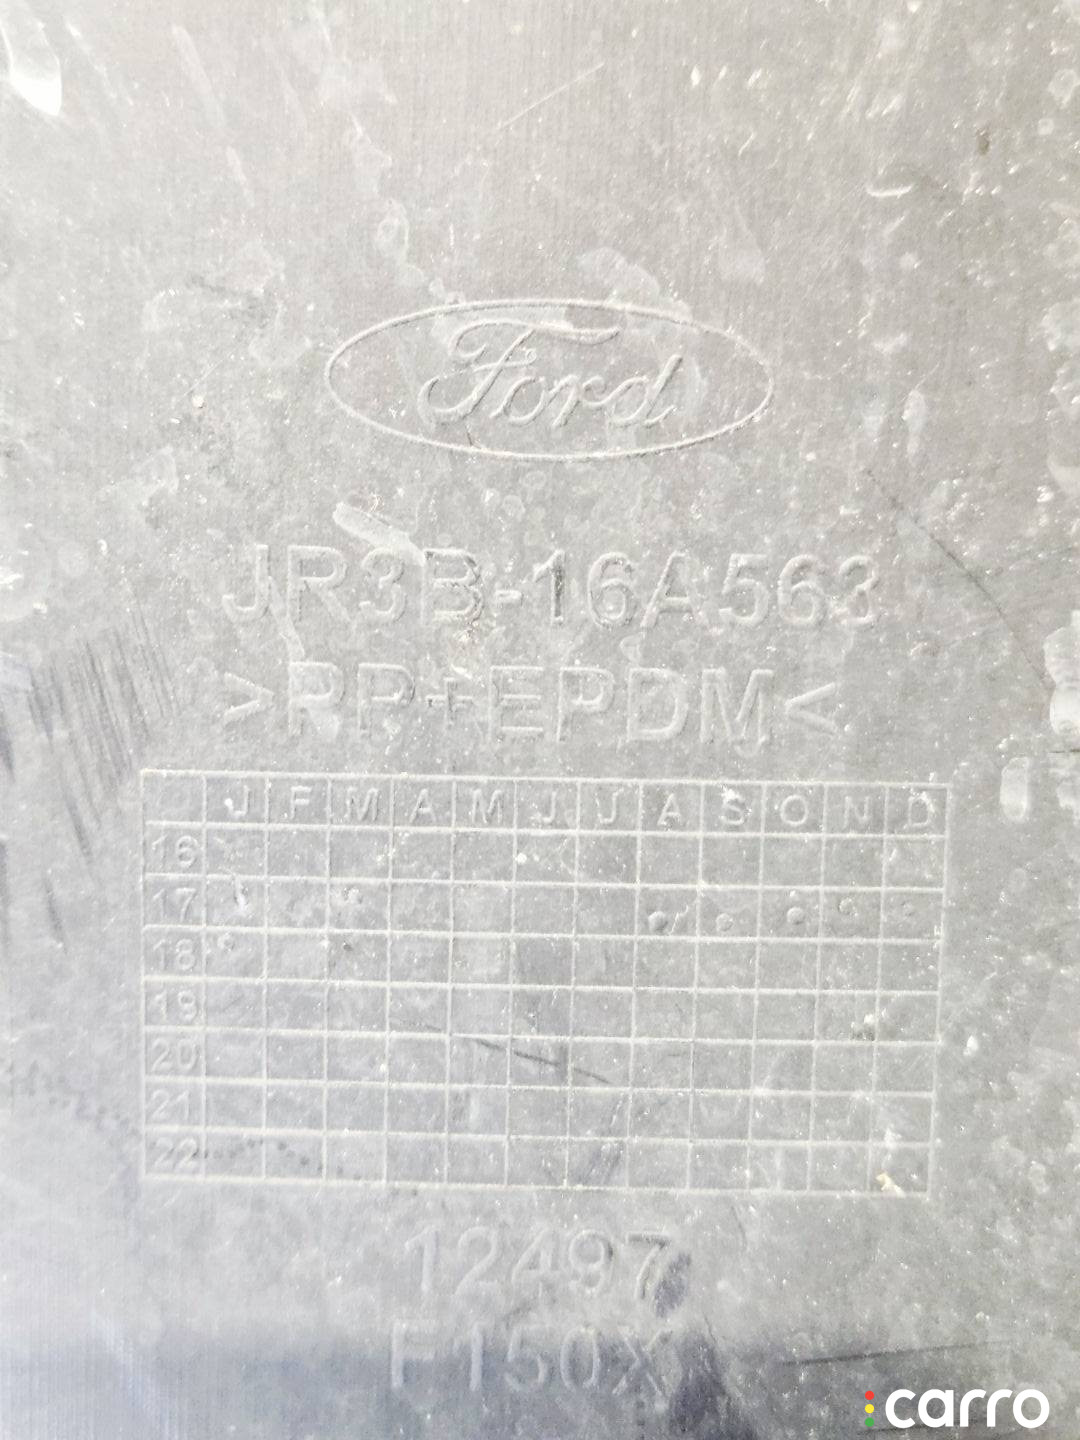 Ford
JR3B-16A563
>PP+EPDM<
J F M A M J J A S O N D
16
17
18
19
20
21
22
12497
F150X
carro